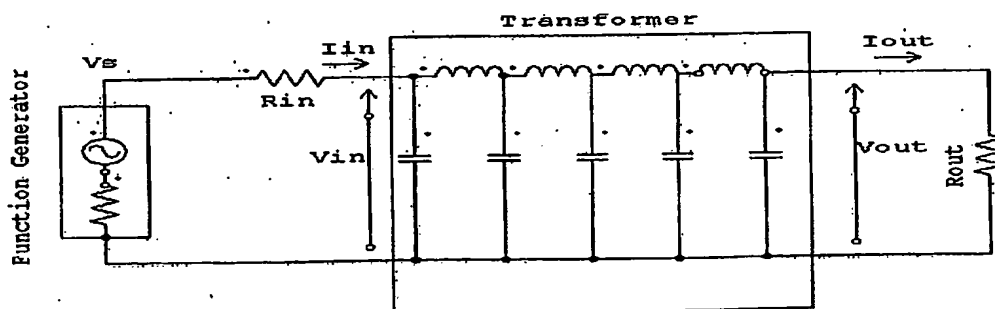 Transformer
Iin
Iout
Vs
Rin
Function Generator
Vin
Vout
Rout